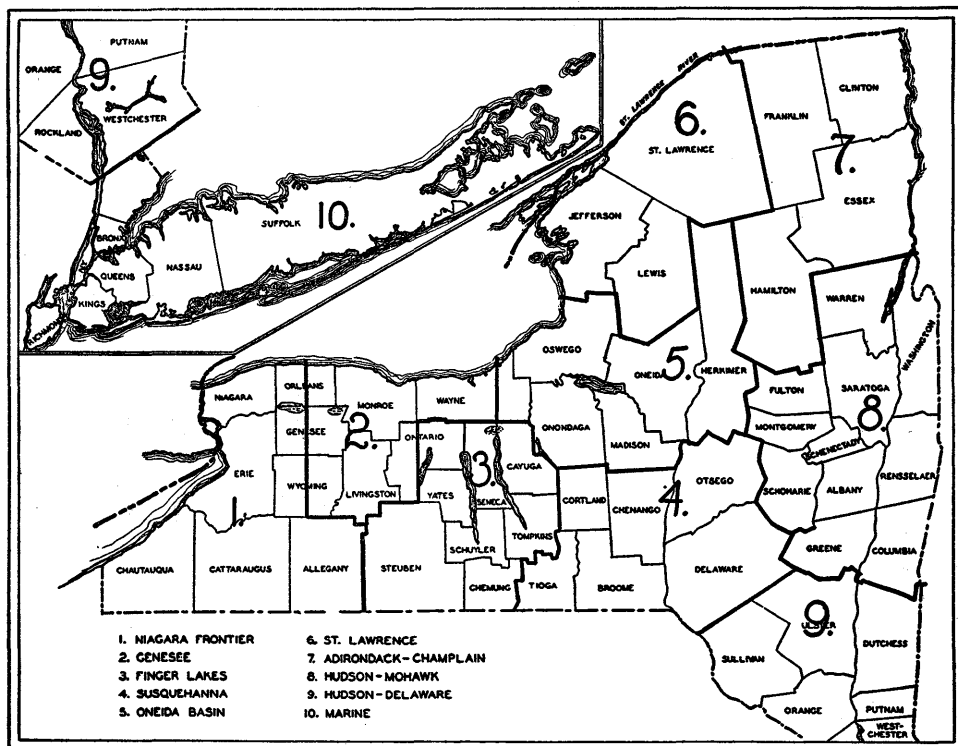 PUTNAM
ORANGE
9.
WESTCHESTER
ROCKLAND
SUFFOLK
10.
BRONX
NASSAU
QUEENS
N.Y.
KINGS
RICHMOND
ST. LAWRENCE RIVER
6.
ST. LAWRENCE
FRANKLIN
CLINTON
7.
ESSEX
JEFFERSON
LEWIS
HAMILTON
WARREN
WASHINGTON
OSWEGO
5.
ONEIDA
HERKIMER
FULTON
SARATOGA
8.
NIAGARA
ORLEANS
MONROE
WAYNE
GENESEE
2.
ONTARIO
ONONDAGA
MADISON
MONTGOMERY
SCHENECTADY
ERIE
WYOMING
LIVINGSTON
3.
CAYUGA
YATES
SENECA
CORTLAND
CHENANGO
4.
OTSEGO
SCHOHARIE
ALBANY
RENSSELAER
1
SCHUYLER
TOMPKINS
GREENE
COLUMBIA
CHAUTAUQUA
CATTARAUGUS
ALLEGANY
STEUBEN
CHEMUNG
TIOGA
BROOME
DELAWARE
9.
ULSTER
DUTCHESS
SULLIVAN
ORANGE
PUTNAM
WEST-
CHESTER
1. NIAGARA FRONTIER
2. GENESEE
3. FINGER LAKES
4. SUSQUEHANNA
5. ONEIDA BASIN
6. ST. LAWRENCE
7. ADIRONDACK-CHAMPLAIN
8. HUDSON-MOHAWK
9. HUDSON-DELAWARE
10. MARINE